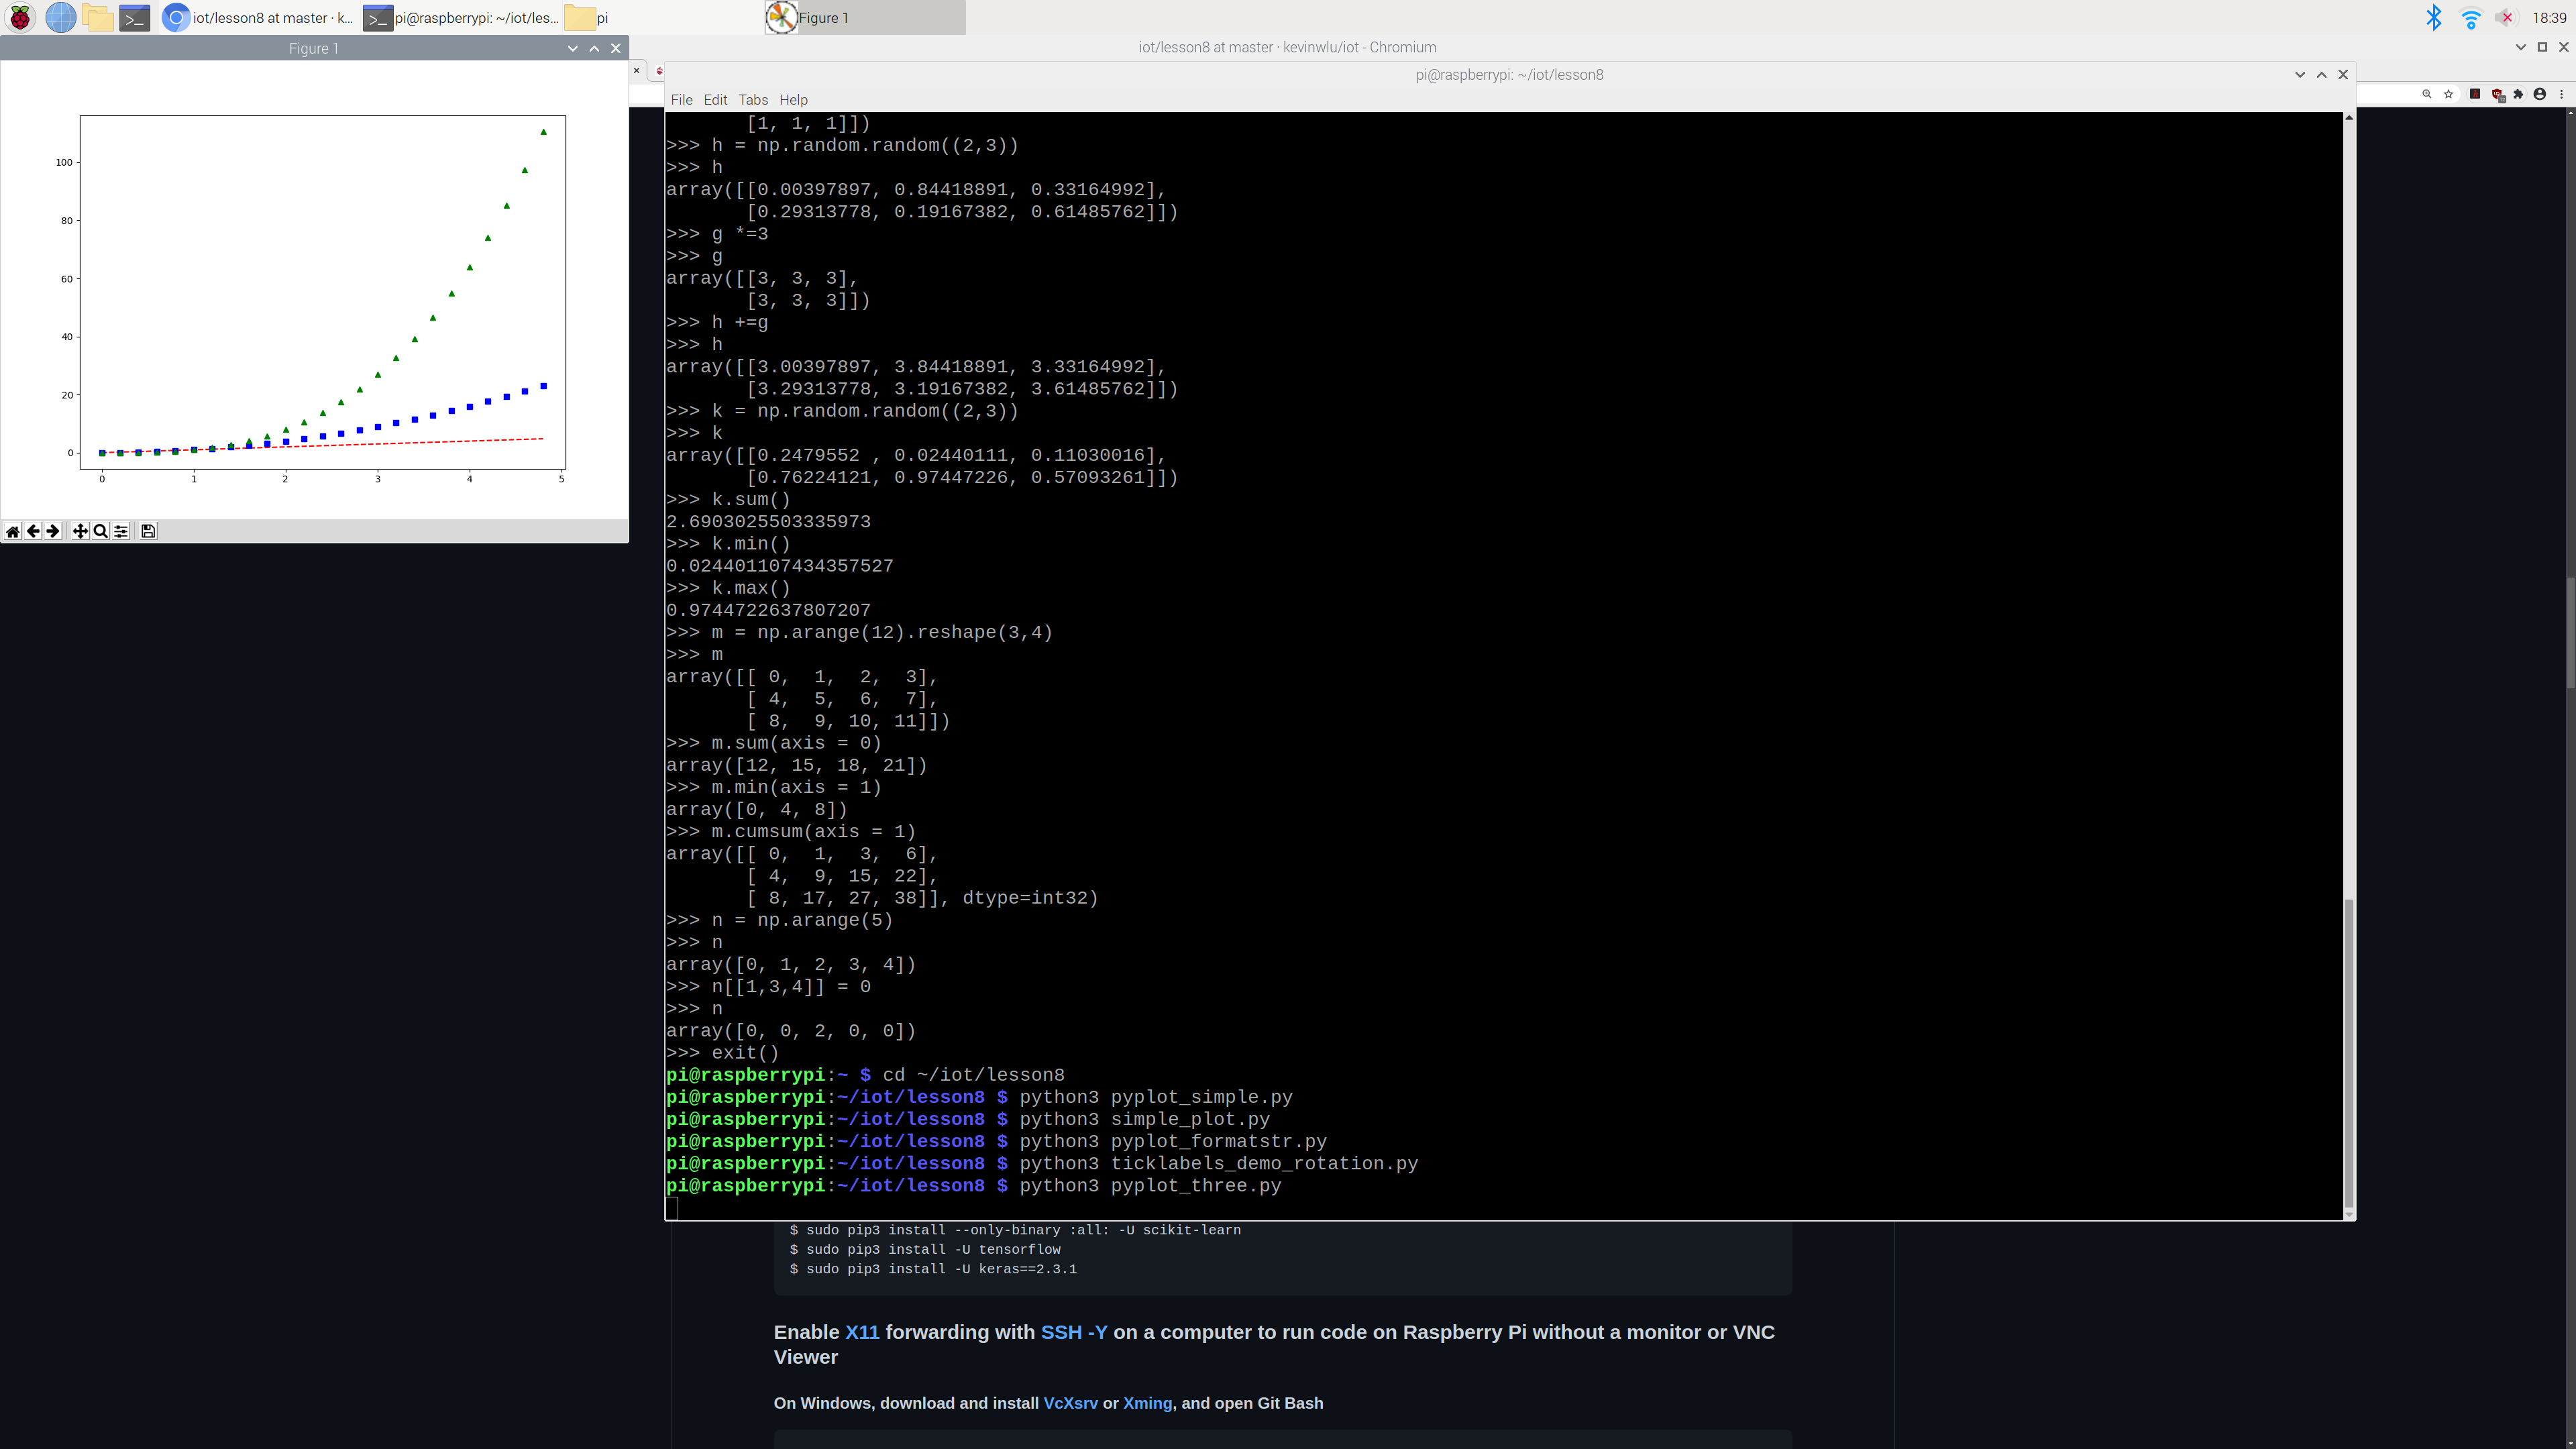 iot/lesson8 at master · k...
pi@raspberrypi: ~/iot/les...
pi
Figure 1
18:39
Figure 1
iot/lesson8 at master · kevinwlu/iot - Chromium
pi@raspberrypi: ~/iot/lesson8
File Edit Tabs Help
100
80
60
40
20
0
0 1 2 3 4 5
       [1, 1, 1]])
>>> h = np.random.random((2,3))
>>> h
array([[0.00397897, 0.84418891, 0.33164992],
       [0.29313778, 0.19167382, 0.61485762]])
>>> g *=3
>>> g
array([[3, 3, 3],
       [3, 3, 3]])
>>> h +=g
>>> h
array([[3.00397897, 3.84418891, 3.33164992],
       [3.29313778, 3.19167382, 3.61485762]])
>>> k = np.random.random((2,3))
>>> k
array([[0.2479552 , 0.02440111, 0.11030016],
       [0.76224121, 0.97447226, 0.57093261]])
>>> k.sum()
2.6903025503335973
>>> k.min()
0.024401107434357527
>>> k.max()
0.9744722637807207
>>> m = np.arange(12).reshape(3,4)
>>> m
array([[ 0,  1,  2,  3],
       [ 4,  5,  6,  7],
       [ 8,  9, 10, 11]])
>>> m.sum(axis = 0)
array([12, 15, 18, 21])
>>> m.min(axis = 1)
array([0, 4, 8])
>>> m.cumsum(axis = 1)
array([[ 0,  1,  3,  6],
       [ 4,  9, 15, 22],
       [ 8, 17, 27, 38]], dtype=int32)
>>> n = np.arange(5)
>>> n
array([0, 1, 2, 3, 4])
>>> n[[1,3,4]] = 0
>>> n
array([0, 0, 2, 0, 0])
>>> exit()
pi@raspberrypi:~ $ cd ~/iot/lesson8
pi@raspberrypi:~/iot/lesson8 $ python3 pyplot_simple.py
pi@raspberrypi:~/iot/lesson8 $ python3 simple_plot.py
pi@raspberrypi:~/iot/lesson8 $ python3 pyplot_formatstr.py
pi@raspberrypi:~/iot/lesson8 $ python3 ticklabels_demo_rotation.py
pi@raspberrypi:~/iot/lesson8 $ python3 pyplot_three.py
$ sudo pip3 install --only-binary :all: -U scikit-learn
$ sudo pip3 install -U tensorflow
$ sudo pip3 install -U keras==2.3.1
Enable X11 forwarding with SSH -Y on a computer to run code on Raspberry Pi without a monitor or VNC
Viewer
On Windows, download and install VcXsrv or Xming, and open Git Bash